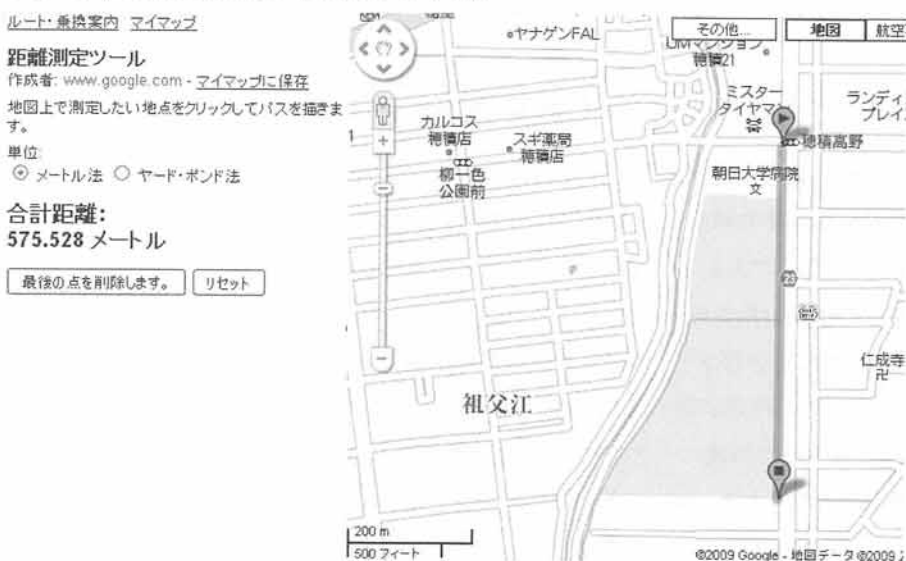 ルート・乗換案内 マイマップ
距離測定ツール
作成者: www.google.com - マイマップに保存
地図上で測定したい地点をクリックしてパスを描きま
す。
単位:
メートル法 ヤード・ポンド法
合計距離:
575.528 メートル
最後の点を削除します。 リセット
その他... 地図 航空
ヤナゲンFAL
UMマンション
穂積21
ミスター
タイヤマン
ランディ
プレイ
カルコス
穂積店
スギ薬局
穂積店
穂積高野
柳一色
公園前
朝日大学病院
文
P
23
仁成寺
卍
祖父江
200 m
500 フィート
©2009 Google - 地図データ ©2009